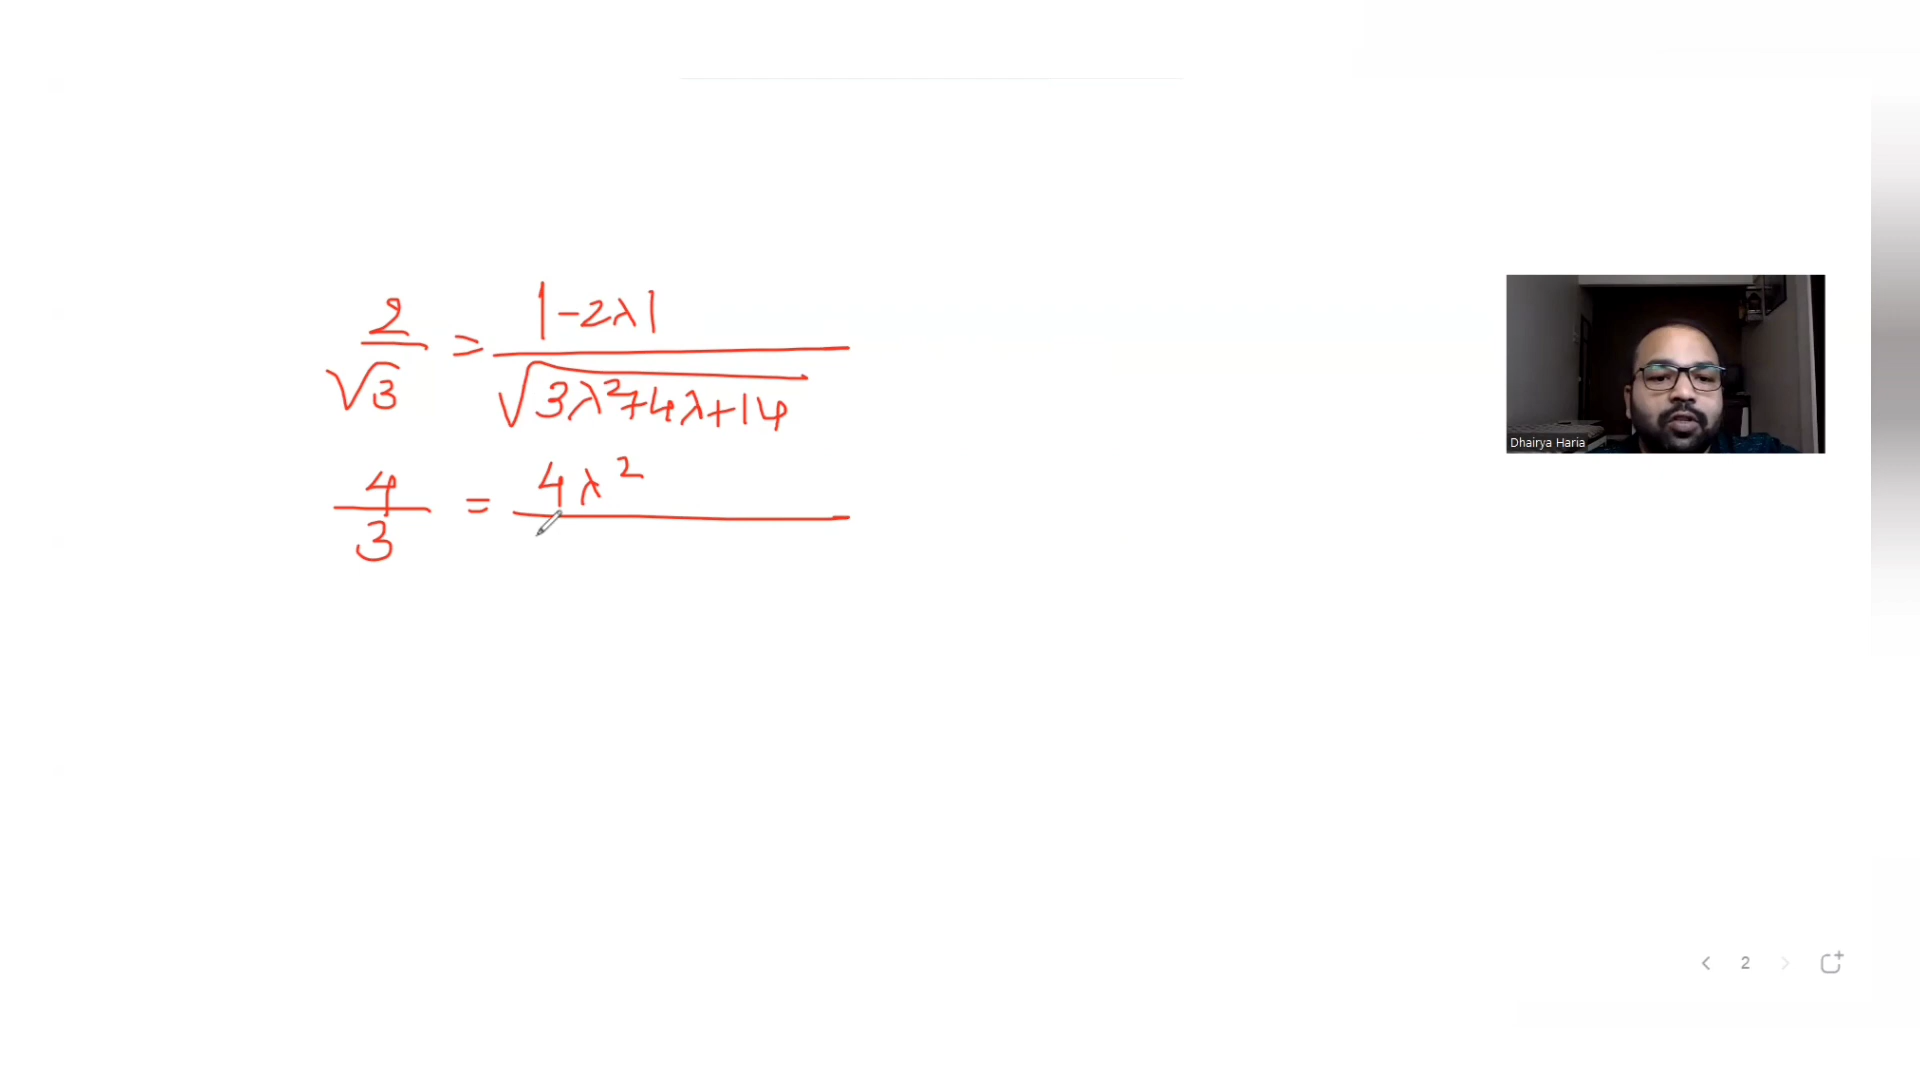 2/√3 = |-2λ|/√(3λ²+4λ+14)
4/3 = 4λ²
Dhairya Haria
2